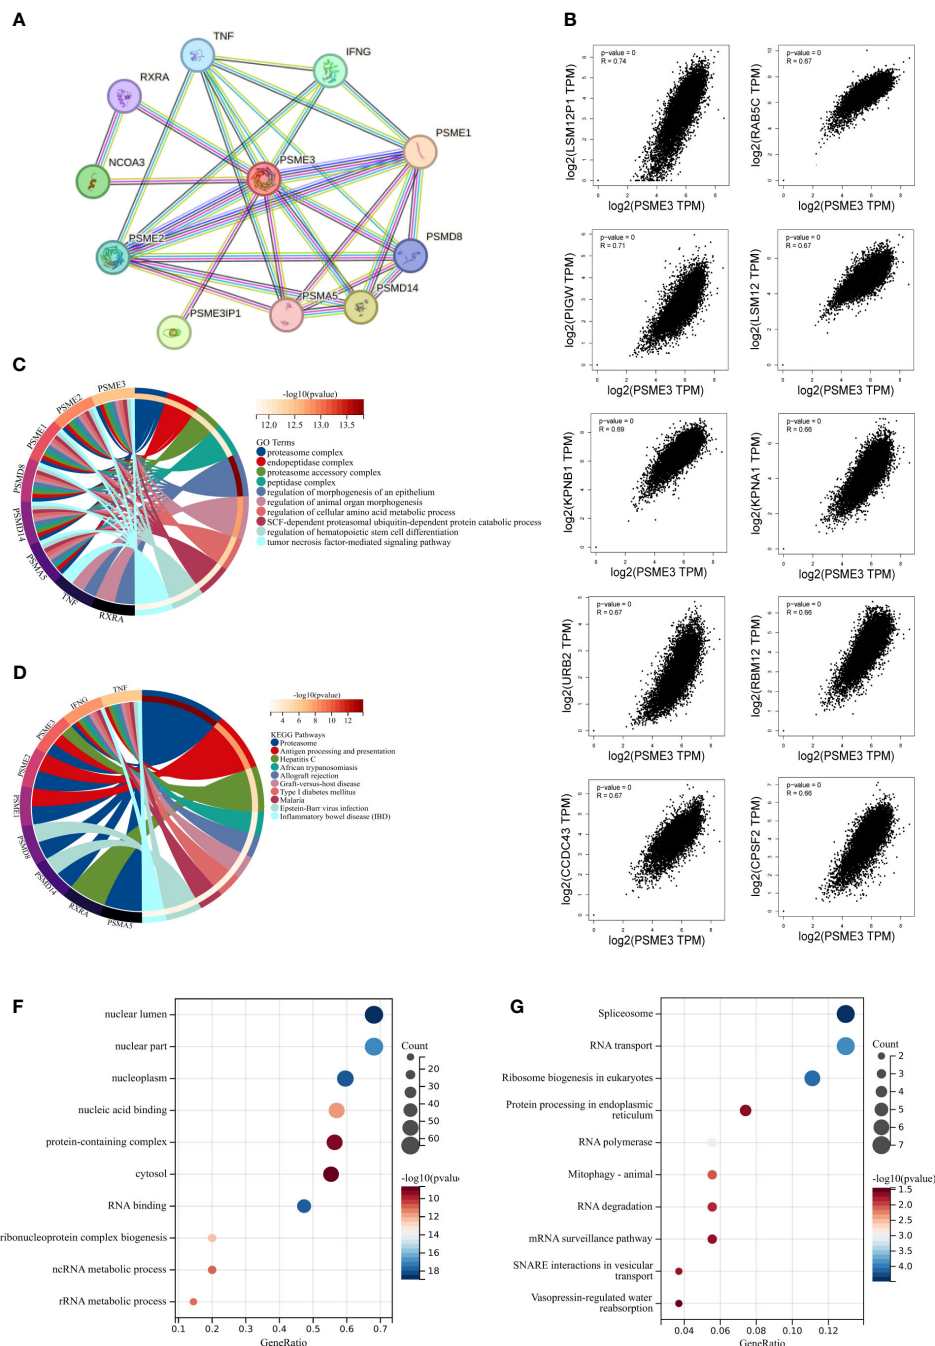 A
TNF
IFNG
RXRA
PSME1
NCOA3
PSME3
PSME2
PSMD8
PSMA5
PSMD14
PSME3IP1
B
p-value = 0
R = 0.74
log2(LSM12P1 TPM)
log2(PSME3 TPM)
p-value = 0
R = 0.67
log2(RAB5C TPM)
log2(PSME3 TPM)
p-value = 0
R = 0.71
log2(PIGW TPM)
log2(PSME3 TPM)
p-value = 0
R = 0.67
log2(LSM12 TPM)
log2(PSME3 TPM)
p-value = 0
R = 0.69
log2(KPNB1 TPM)
log2(PSME3 TPM)
p-value = 0
R = 0.66
log2(KPNA1 TPM)
log2(PSME3 TPM)
p-value = 0
R = 0.67
log2(URB2 TPM)
log2(PSME3 TPM)
p-value = 0
R = 0.66
log2(RBM12 TPM)
log2(PSME3 TPM)
p-value = 0
R = 0.67
log2(CCDC43 TPM)
log2(PSME3 TPM)
p-value = 0
R = 0.66
log2(CPSF2 TPM)
log2(PSME3 TPM)
C
PSME3
PSME2
PSME1
PSMD8
PSMD14
PSMA5
TNF
RXRA
-log10(pvalue)
12.0 12.5 13.0 13.5
GO Terms
proteasome complex
endopeptidase complex
proteasome accessory complex
peptidase complex
regulation of morphogenesis of an epithelium
regulation of animal organ morphogenesis
regulation of cellular amino acid metabolic process
SCF-dependent proteasomal ubiquitin-dependent protein catabolic process
regulation of hematopoietic stem cell differentiation
tumor necrosis factor-mediated signaling pathway
D
TNF
IFNG
PSME3
PSME2
PSME1
PSMD8
PSMD14
RXRA
PSMA5
-log10(pvalue)
4 6 8 10 12
KEGG Pathways
Proteasome
Antigen processing and presentation
Hepatitis C
African trypanosomiasis
Allograft rejection
Graft-versus-host disease
Type I diabetes mellitus
Malaria
Epstein-Barr virus infection
Inflammatory bowel disease (IBD)
F
nuclear lumen
nuclear part
nucleoplasm
nucleic acid binding
protein-containing complex
cytosol
RNA binding
ribonucleoprotein complex biogenesis
ncRNA metabolic process
rRNA metabolic process
0.1 0.2 0.3 0.4 0.5 0.6 0.7
GeneRatio
Count
20
30
40
50
60
-log10(pvalu
10
12
14
16
18
G
Spliceosome
RNA transport
Ribosome biogenesis in eukaryotes
Protein processing in endoplasmic
reticulum
RNA polymerase
Mitophagy - animal
RNA degradation
mRNA surveillance pathway
SNARE interactions in vesicular
transport
Vasopressin-regulated water
reabsorption
0.04 0.06 0.08 0.10 0.12
GeneRatio
Count
2
3
4
5
6
7
-log10(pvalue)
1.5
2.0
2.5
3.0
3.5
4.0